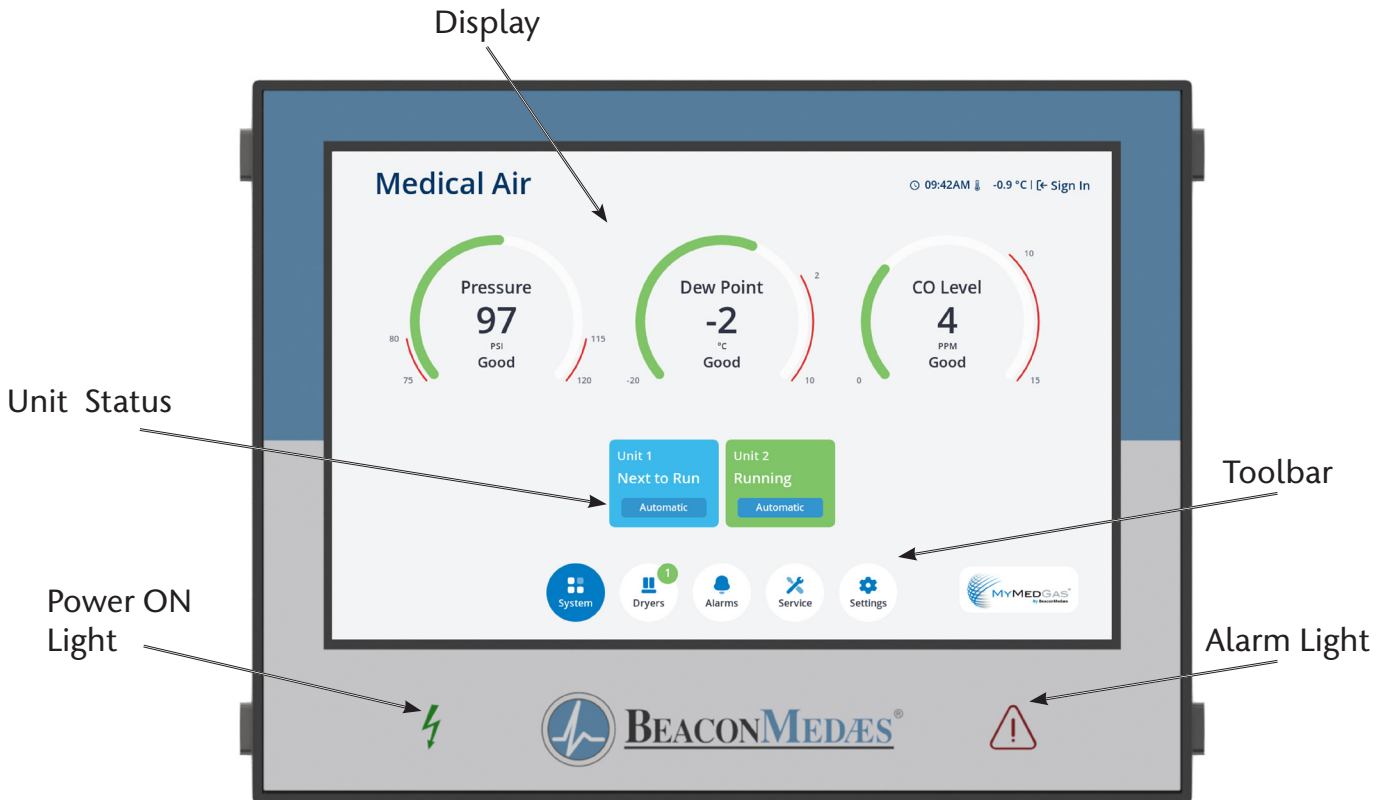 Display
Medical Air
09:42AM -0.9 °C | Sign In
Pressure
97
PSI
Good
80
115
75
120
Dew Point
-2
°C
Good
2
-20
10
CO Level
4
PPM
Good
10
0
15
Unit Status
Unit 1
Next to Run
Automatic
Unit 2
Running
Automatic
Toolbar
System
Dryers
1
Alarms
Service
Settings
MYMEDGAS™
By BeaconMedæs
Power ON
Light
Alarm Light
BEACONMEDÆS®